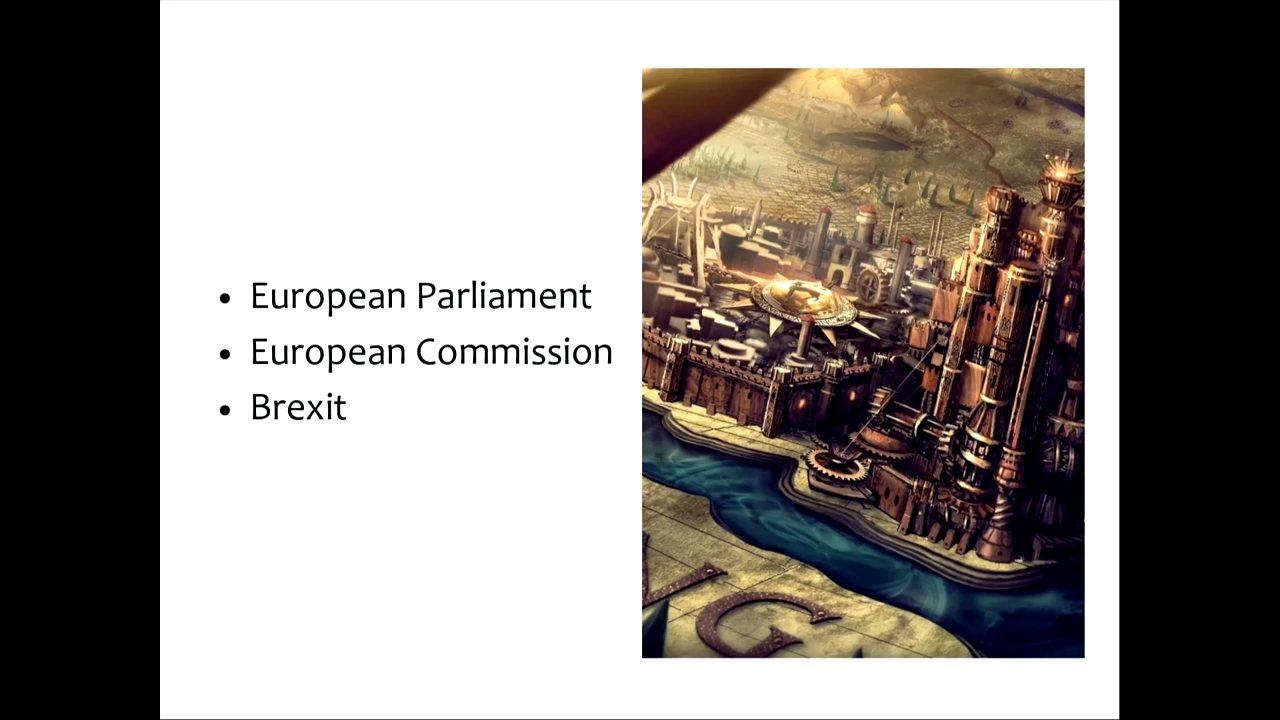 • European Parliament
• European Commission
• Brexit
G